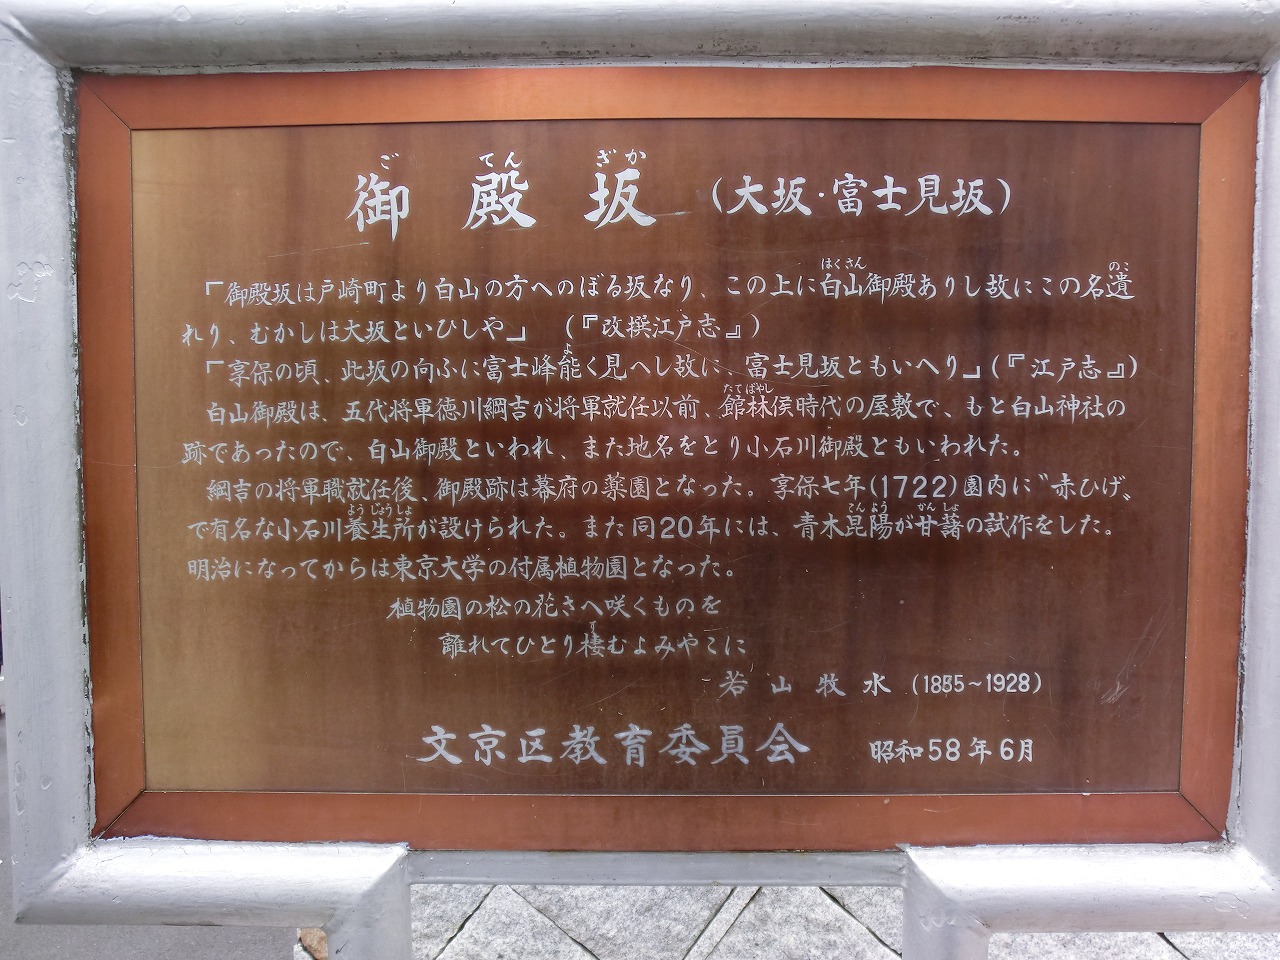 御殿坂 (大坂・富士見坂)
「御殿坂は戸崎町より白山の方へのぼる坂なり、この上に白山御殿ありし故にこの名遺
れり、むかしは大坂といひしや」 (『改撰江戸志』)
「享保の頃、此坂の向ふに富士峰能く見へし故に、富士見坂ともいへり」(『江戸志』)
白山御殿は、五代将軍徳川綱吉が将軍就任以前、館林侯時代の屋敷で、もと白山神社の
跡であったので、白山御殿といわれ、また地名をとり小石川御殿ともいわれた。
綱吉の将軍職就任後、御殿跡は幕府の薬園となった。享保七年(1722)園内に〝赤ひげ〟
で有名な小石川養生所が設けられた。また同20年には、青木昆陽が甘藷の試作をした。
明治になってからは東京大学の付属植物園となった。
植物園の松の花さへ咲くものを
離れてひとり棲むよみやこに
若山牧水 (1885~1928)
文京区教育委員会 昭和58年6月